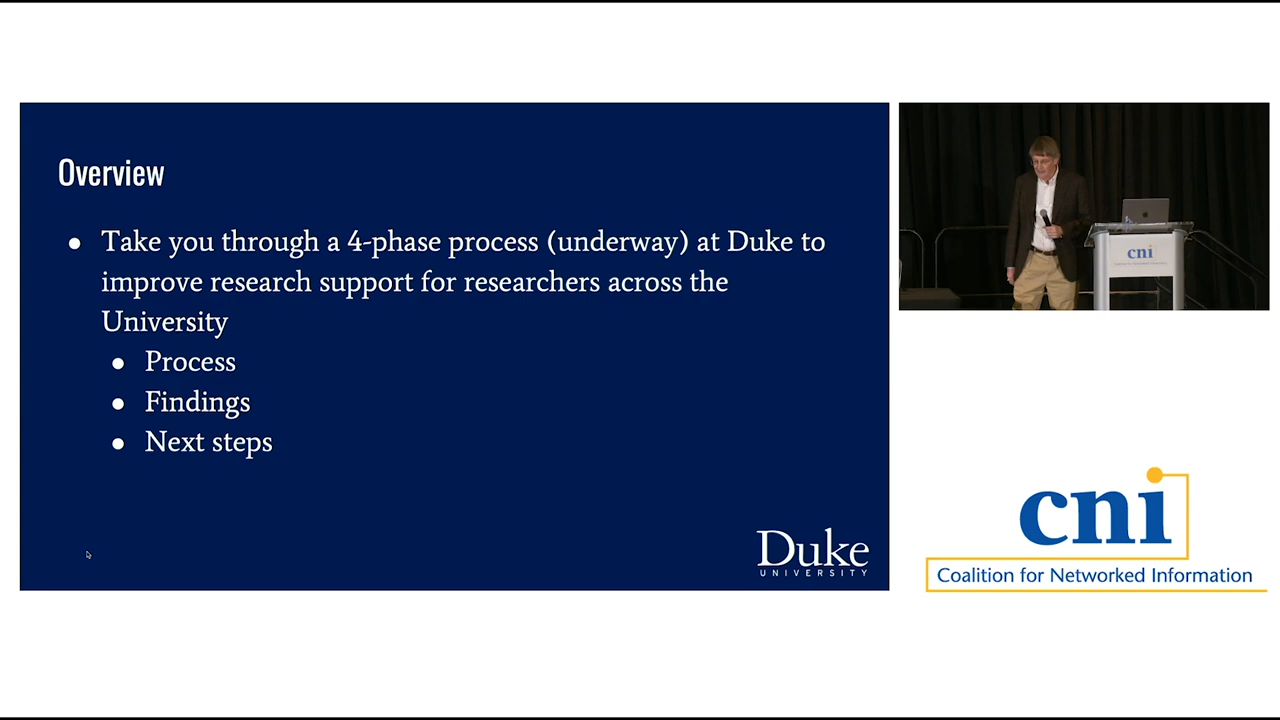 Overview
● Take you through a 4-phase process (underway) at Duke to
improve research support for researchers across the
University
● Process
● Findings
● Next steps
Duke
UNIVERSITY
cni
cni
Coalition for Networked Information